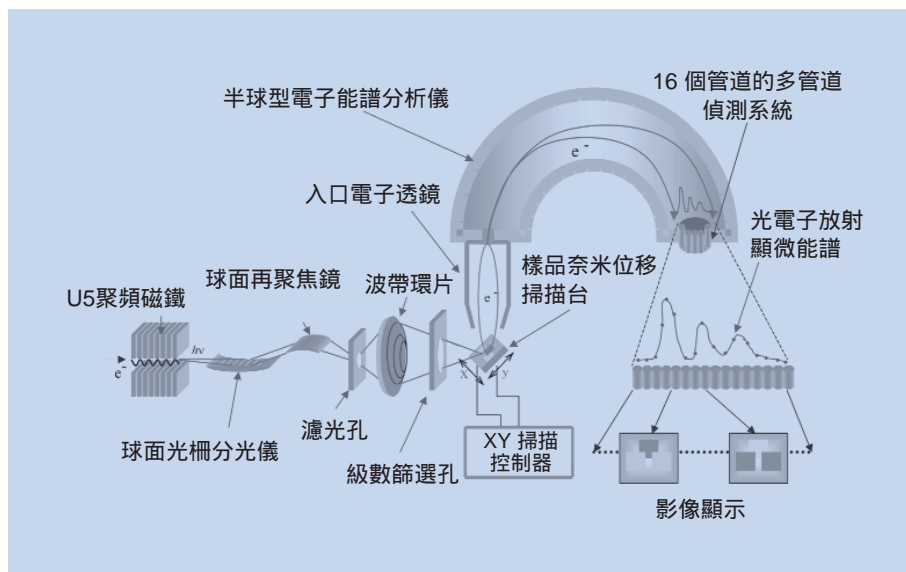 半球型電子能譜分析儀
16 個管道的多管道
偵測系統
e-
入口電子透鏡
光電子放射
顯微能譜
球面再聚焦鏡
波帶環片
樣品奈米位移
掃描台
e-
U5聚頻磁鐵
hν
e-
x
y
濾光孔
球面光柵分光儀
級數篩選孔
XY 掃描
控制器
影像顯示